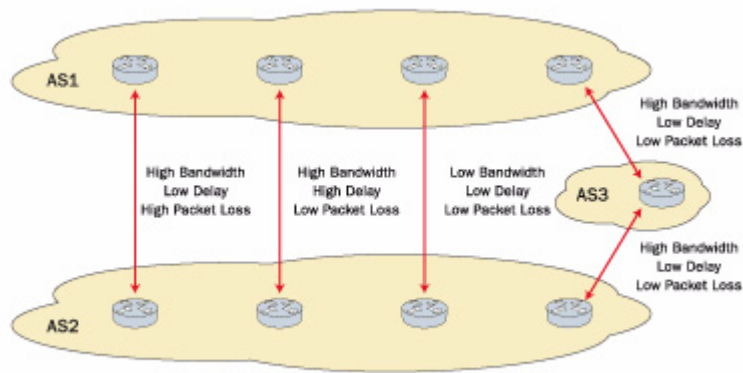 AS1
High Bandwidth
Low Delay
Low Packet Loss
High Bandwidth
Low Delay
High Packet Loss
High Bandwidth
High Delay
Low Packet Loss
Low Bandwidth
Low Delay
Low Packet Loss
AS3
High Bandwidth
Low Delay
Low Packet Loss
AS2